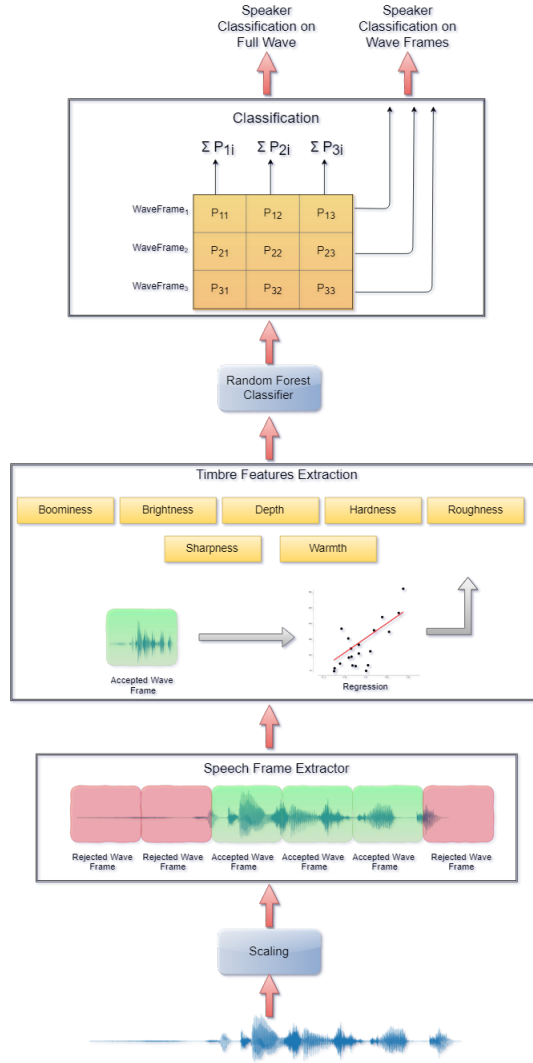 Speaker
Classification on
Full Wave
Speaker
Classification on
Wave Frames
Classification
Σ P1i
Σ P2i
Σ P3i
WaveFrame1
P11
P12
P13
WaveFrame2
P21
P22
P23
WaveFrame3
P31
P32
P33
Random Forest
Classifier
Timbre Features Extraction
Boominess
Brightness
Depth
Hardness
Roughness
Sharpness
Warmth
Accepted Wave
Frame
Regression
Speech Frame Extractor
Rejected Wave
Frame
Rejected Wave
Frame
Accepted Wave
Frame
Accepted Wave
Frame
Accepted Wave
Frame
Rejected Wave
Frame
Scaling